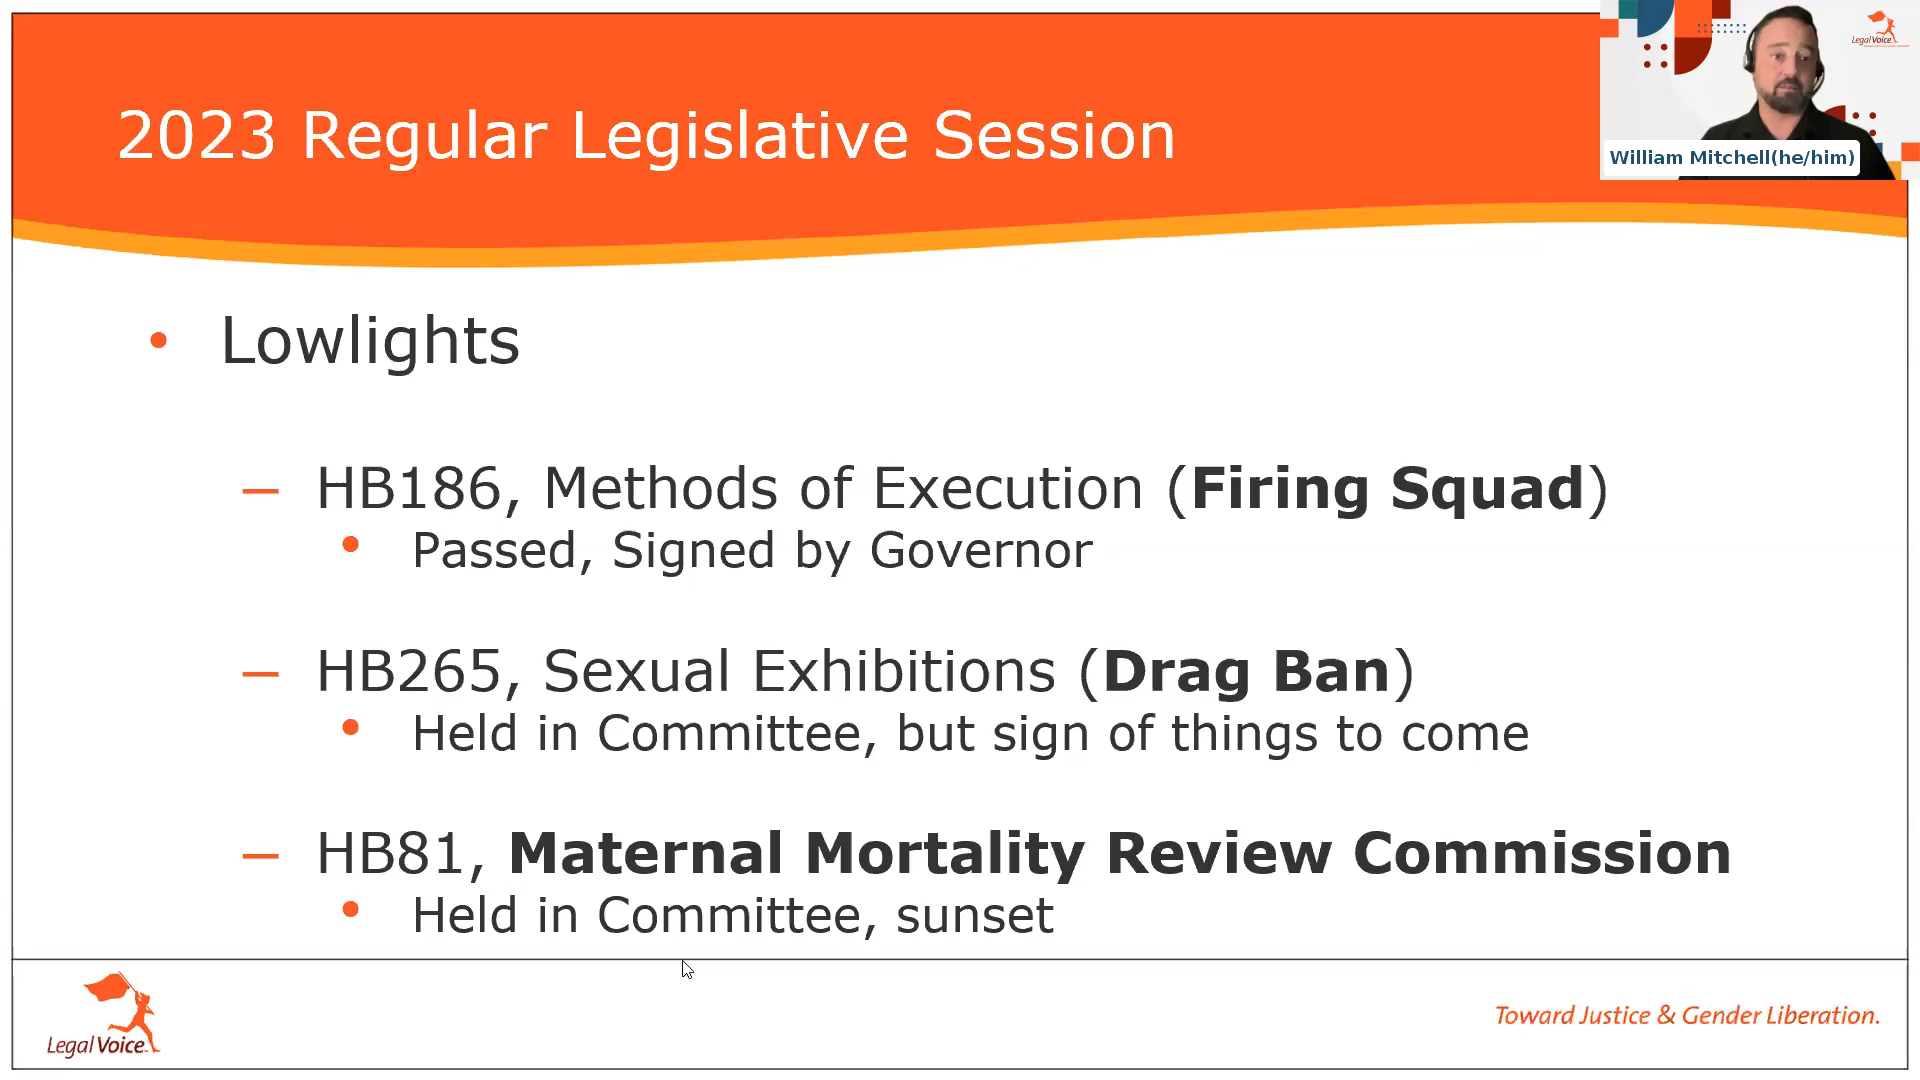 2023 Regular Legislative Session
LegalVoice
William Mitchell(he/him)
• Lowlights
– HB186, Methods of Execution (Firing Squad)
• Passed, Signed by Governor
– HB265, Sexual Exhibitions (Drag Ban)
• Held in Committee, but sign of things to come
– HB81, Maternal Mortality Review Commission
• Held in Committee, sunset
LegalVoice
Toward Justice & Gender Liberation.